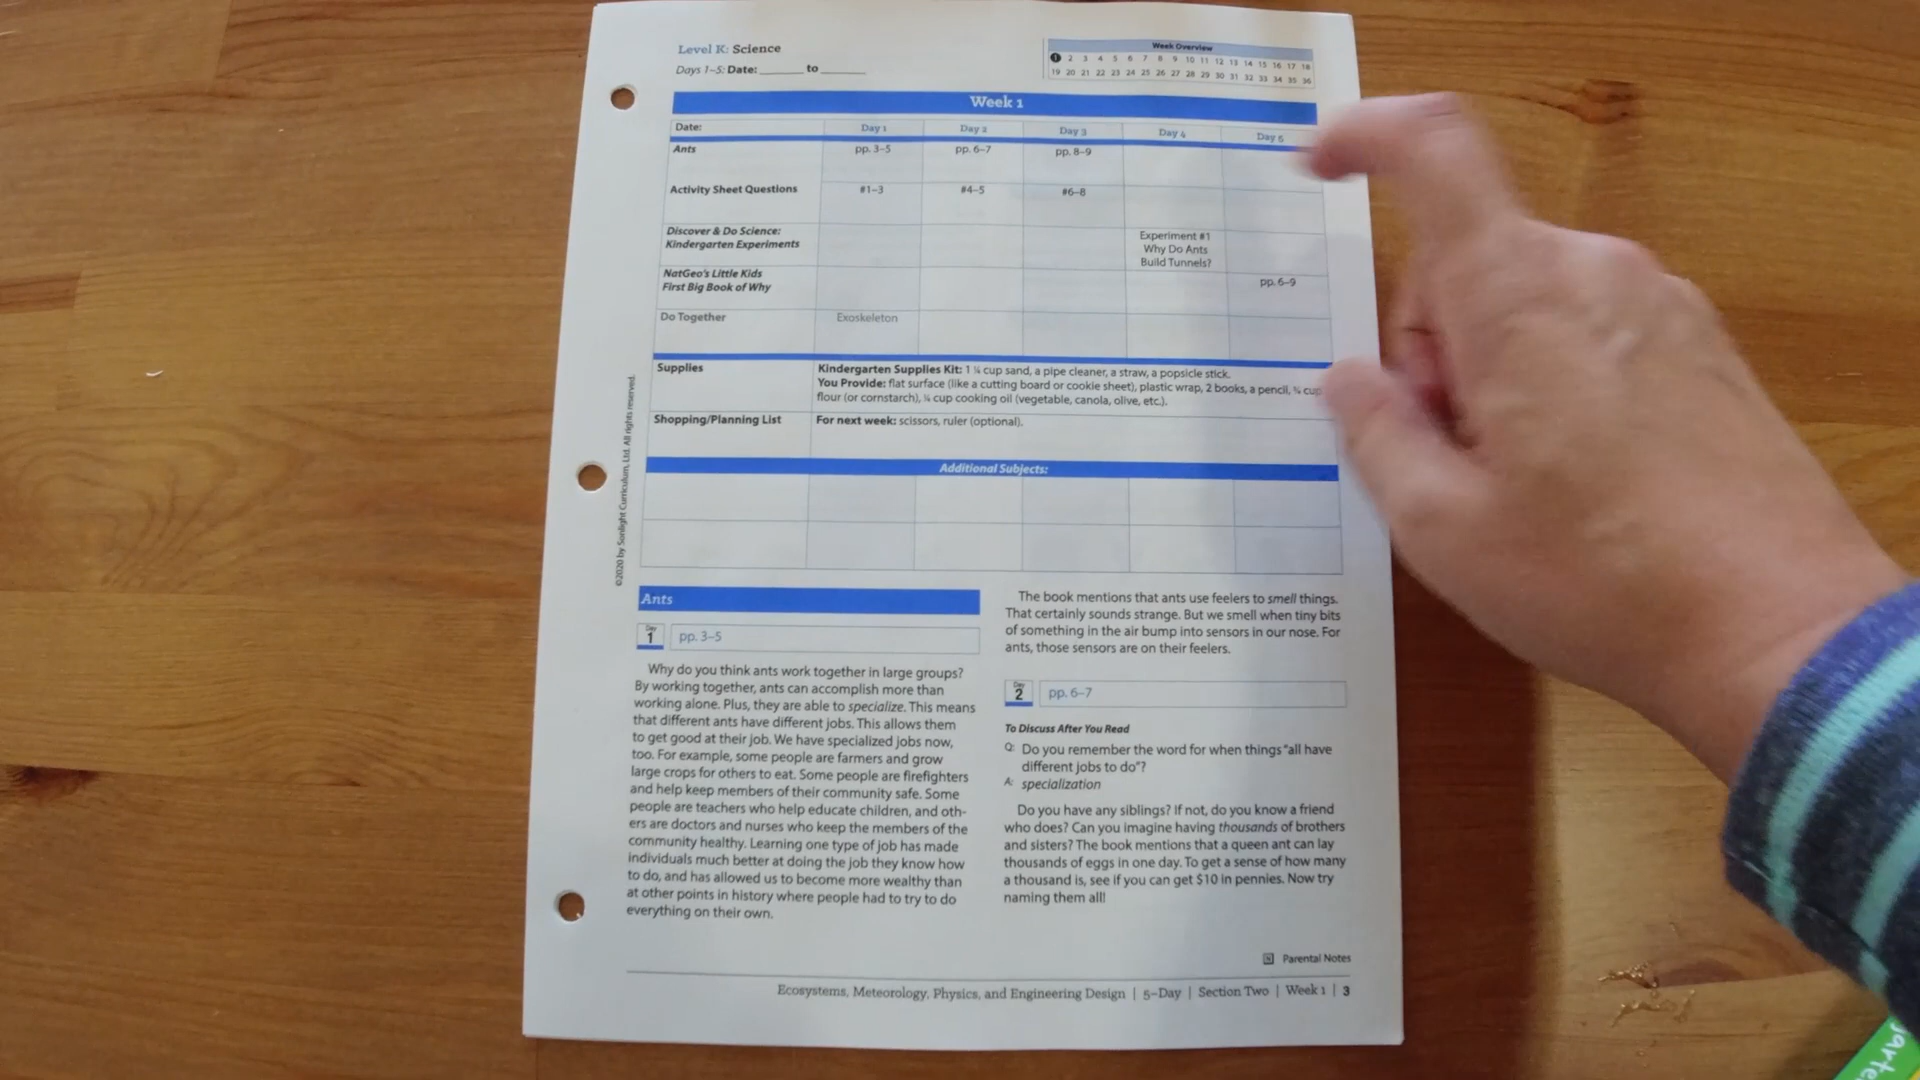 Level K: Science
Days 1–5: Date: ______ to ______
Week Overview
1 2 3 4 5 6 7 8 9 10 11 12 13 14 15 16 17 18
19 20 21 22 23 24 25 26 27 28 29 30 31 32 33 34 35 36
Week 1
Date: Day 1 Day 2 Day 3 Day 4 Day 5
Ants pp. 3–5 pp. 6–7 pp. 8–9
Activity Sheet Questions #1–3 #4–5 #6–8
Discover & Do Science:
Kindergarten Experiments
Experiment #1
Why Do Ants
Build Tunnels?
NatGeo's Little Kids
First Big Book of Why
pp. 6–9
Do Together Exoskeleton
Supplies
Kindergarten Supplies Kit: 1 ¼ cup sand, a pipe cleaner, a straw, a popsicle stick.
You Provide: flat surface (like a cutting board or cookie sheet), plastic wrap, 2 books, a pencil, cup
flour (or cornstarch), ¼ cup cooking oil (vegetable, canola, olive, etc.).
Shopping/Planning List For next week: scissors, ruler (optional).
Additional Subjects:
©2020 by Sonlight Curriculum, Ltd. All rights reserved.
Ants
Day 1 pp. 3–5
Why do you think ants work together in large groups?
By working together, ants can accomplish more than
working alone. Plus, they are able to specialize. This means
that different ants have different jobs. This allows them
to get good at their job. We have specialized jobs now,
too. For example, some people are farmers and grow
large crops for others to eat. Some people are firefighters
and help keep members of their community safe. Some
people are teachers who help educate children, and oth-
ers are doctors and nurses who keep the members of the
community healthy. Learning one type of job has made
individuals much better at doing the job they know how
to do, and has allowed us to become more wealthy than
at other points in history where people had to try to do
everything on their own.
The book mentions that ants use feelers to smell things.
That certainly sounds strange. But we smell when tiny bits
of something in the air bump into sensors in our nose. For
ants, those sensors are on their feelers.
Day 2 pp. 6–7
To Discuss After You Read
Q: Do you remember the word for when things "all have
different jobs to do"?
A: specialization
Do you have any siblings? If not, do you know a friend
who does? Can you imagine having thousands of brothers
and sisters? The book mentions that a queen ant can lay
thousands of eggs in one day. To get a sense of how many
a thousand is, see if you can get $10 in pennies. Now try
naming them all!
N Parental Notes
Ecosystems, Meteorology, Physics, and Engineering Design | 5–Day | Section Two | Week 1 | 3